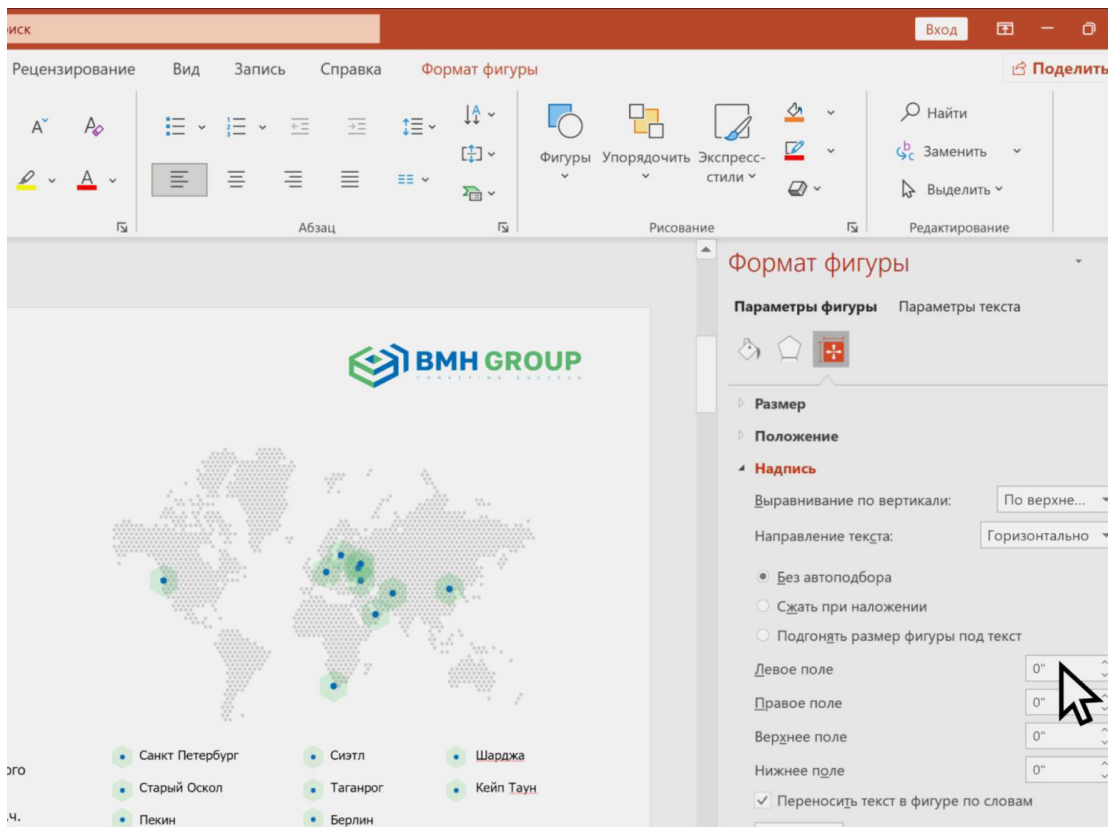 иск
Вход
Рецензирование Вид Запись Справка Формат фигуры Поделить
Найти
Заменить
Выделить
Фигуры Упорядочить Экспресс-
стили
Абзац Рисование Редактирование
Формат фигуры
Параметры фигуры Параметры текста
BMH GROUP
Размер
Положение
Надпись
Выравнивание по вертикали: По верхне...
Направление текста: Горизонтально
Без автоподбора
Сжать при наложении
Подгонять размер фигуры под текст
Левое поле 0"
Правое поле 0"
Верхнее поле 0"
Нижнее поле 0"
Переносить текст в фигуре по словам
Санкт Петербург Сиэтл Шарджа
ого
Старый Оскол Таганрог Кейп Таун
.ч.
Пекин Берлин